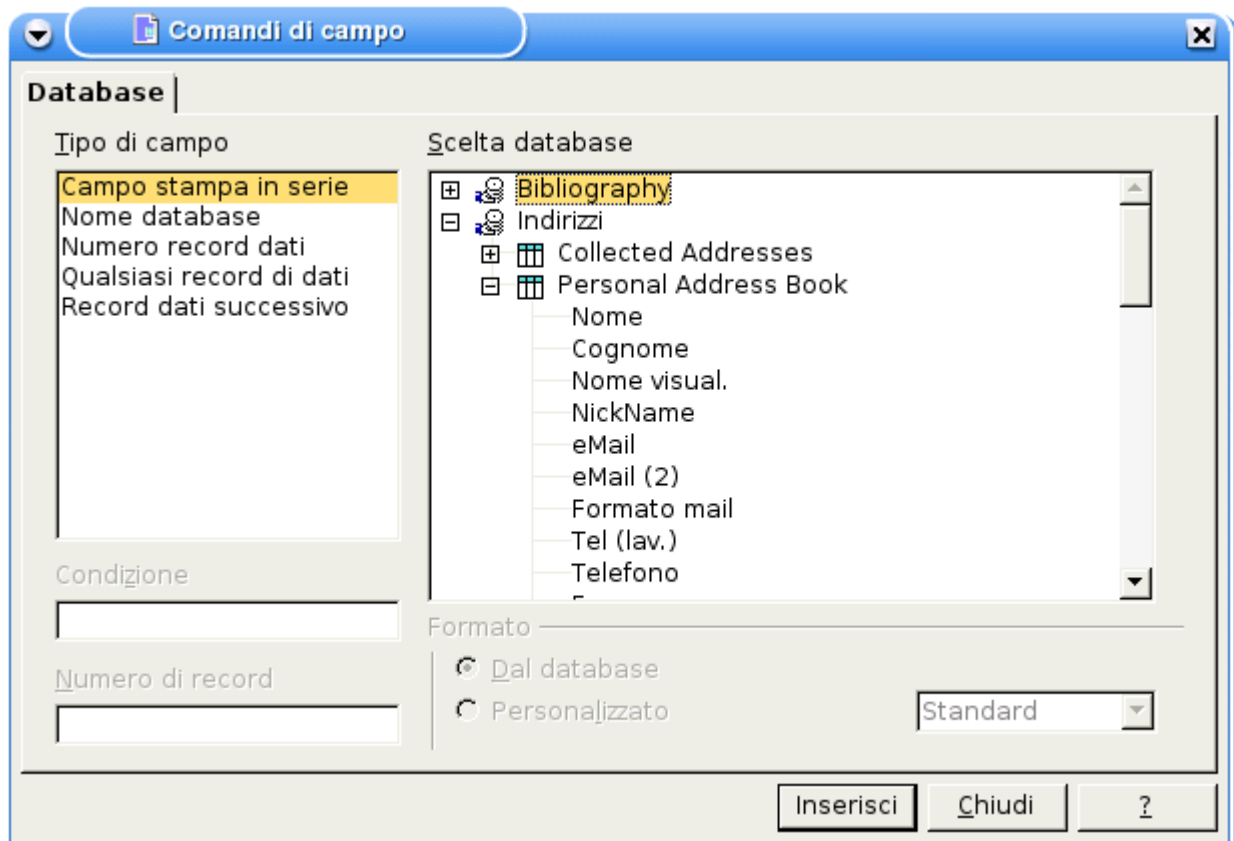 Comandi di campo
Database
Tipo di campo
Campo stampa in serie
Nome database
Numero record dati
Qualsiasi record di dati
Record dati successivo
Condizione
Numero di record
Scelta database
Bibliography
Indirizzi
Collected Addresses
Personal Address Book
Nome
Cognome
Nome visual.
NickName
eMail
eMail (2)
Formato mail
Tel (lav.)
Telefono
Formato
Dal database
Personalizzato
Standard
Inserisci
Chiudi
?